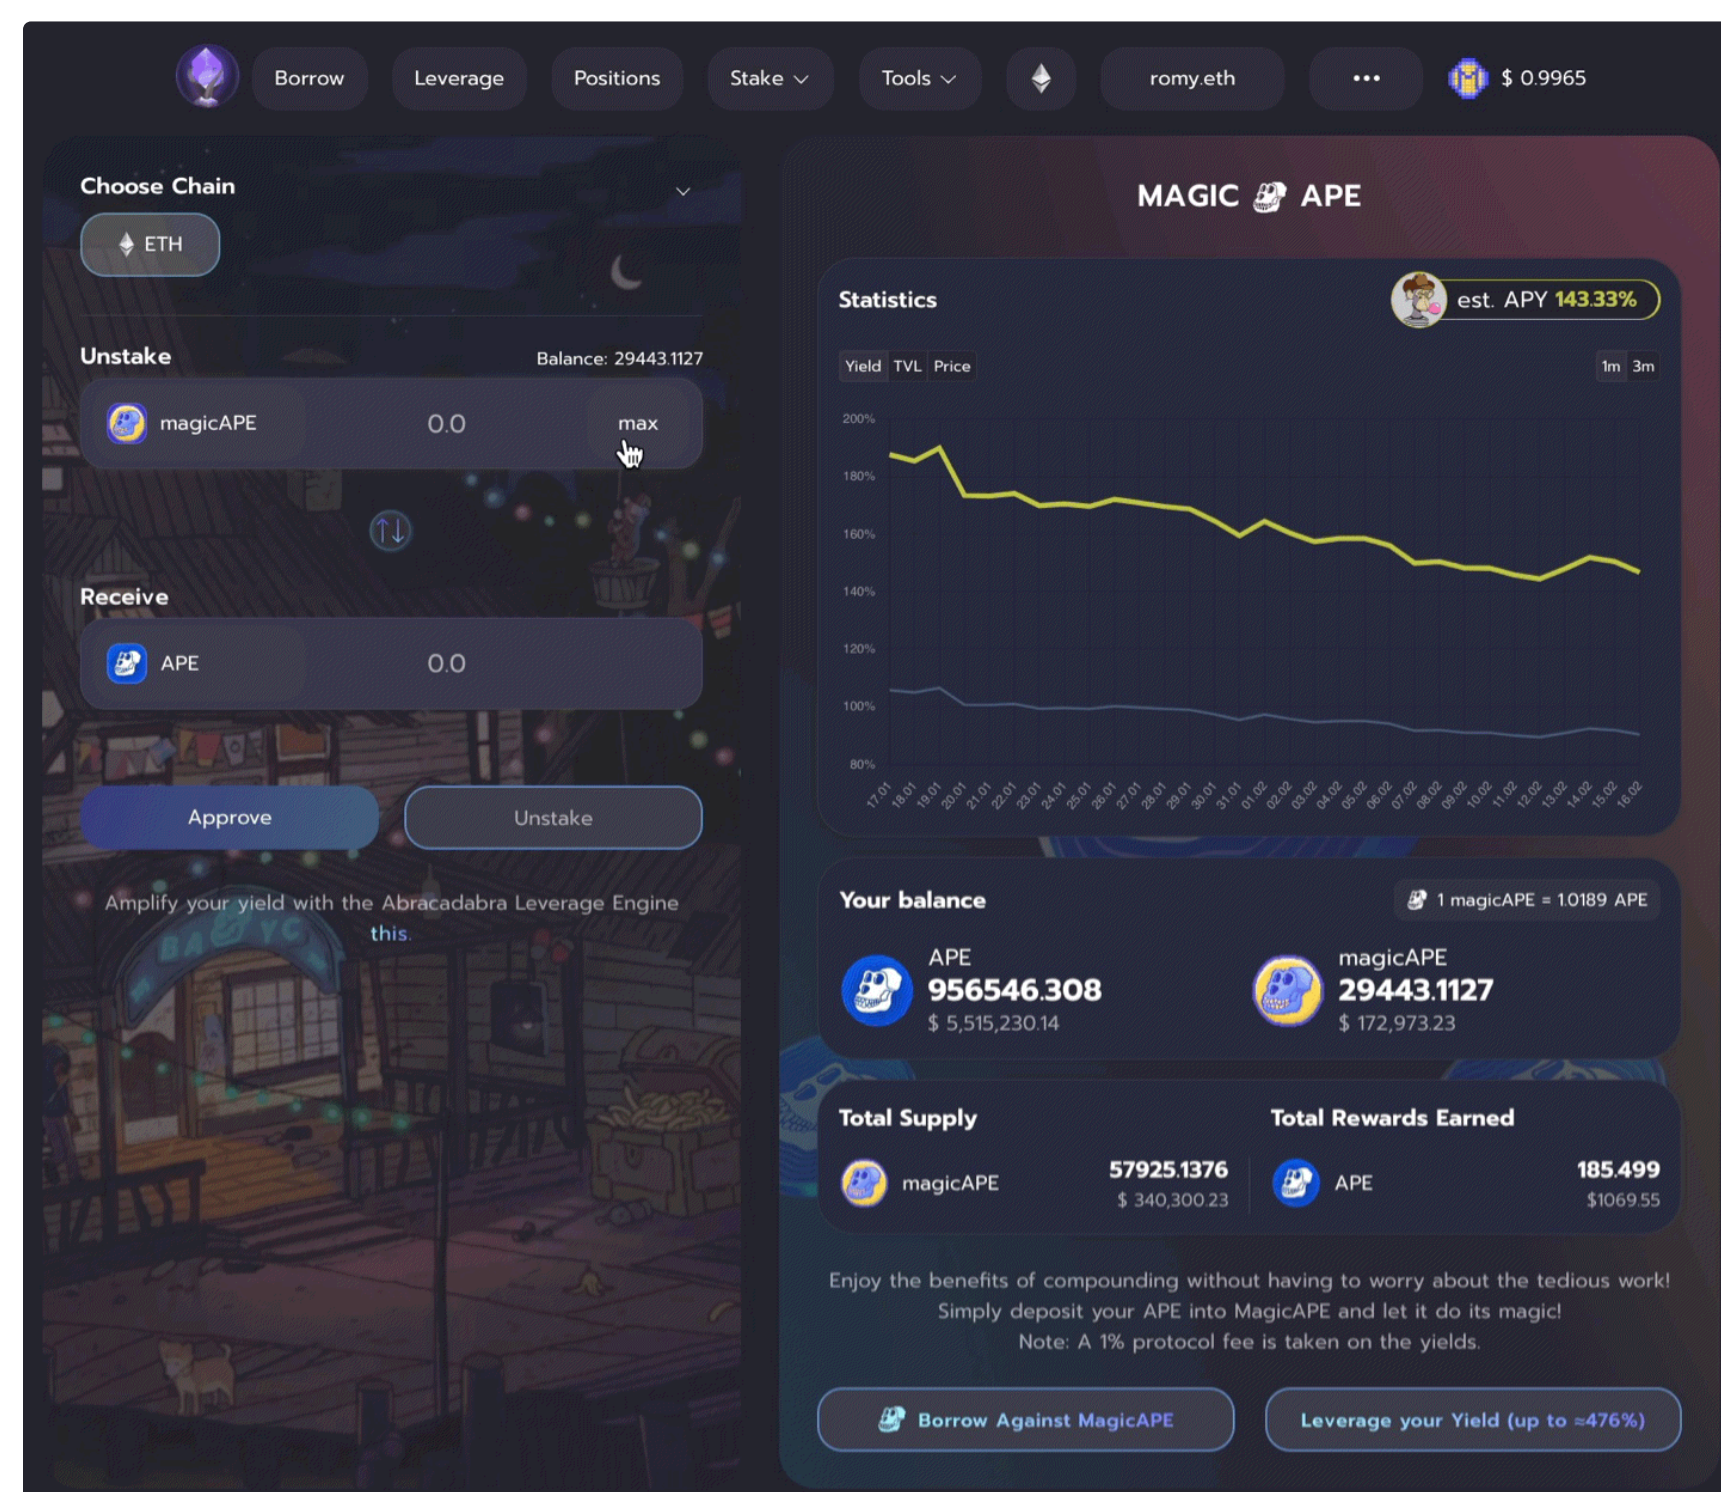 Borrow
Leverage
Positions
Stake
Tools
romy.eth
•••
$ 0.9965
Choose Chain
ETH
Unstake
Balance: 29443.1127
magicAPE
0.0
max
Receive
APE
0.0
Approve
Unstake
Amplify your yield with the Abracadabra Leverage Engine
this.
BAYC
MAGIC APE
Statistics
est. APY 143.33%
Yield TVL Price
1m 3m
200%
180%
160%
140%
120%
100%
80%
17.01 18.01 19.01 20.01 21.01 22.01 23.01 24.01 25.01 26.01 27.01 28.01 29.01 30.01 31.01 01.02 02.02 03.02 04.02 05.02 06.02 07.02 08.02 09.02 10.02 11.02 12.02 13.02 14.02 15.02 16.02
Your balance
1 magicAPE = 1.0189 APE
APE
956546.308
$ 5,515,230.14
magicAPE
29443.1127
$ 172,973.23
Total Supply
magicAPE
57925.1376
$ 340,300.23
Total Rewards Earned
APE
185.499
$1069.55
Enjoy the benefits of compounding without having to worry about the tedious work!
Simply deposit your APE into MagicAPE and let it do its magic!
Note: A 1% protocol fee is taken on the yields.
Borrow Against MagicAPE
Leverage your Yield (up to ≈476%)